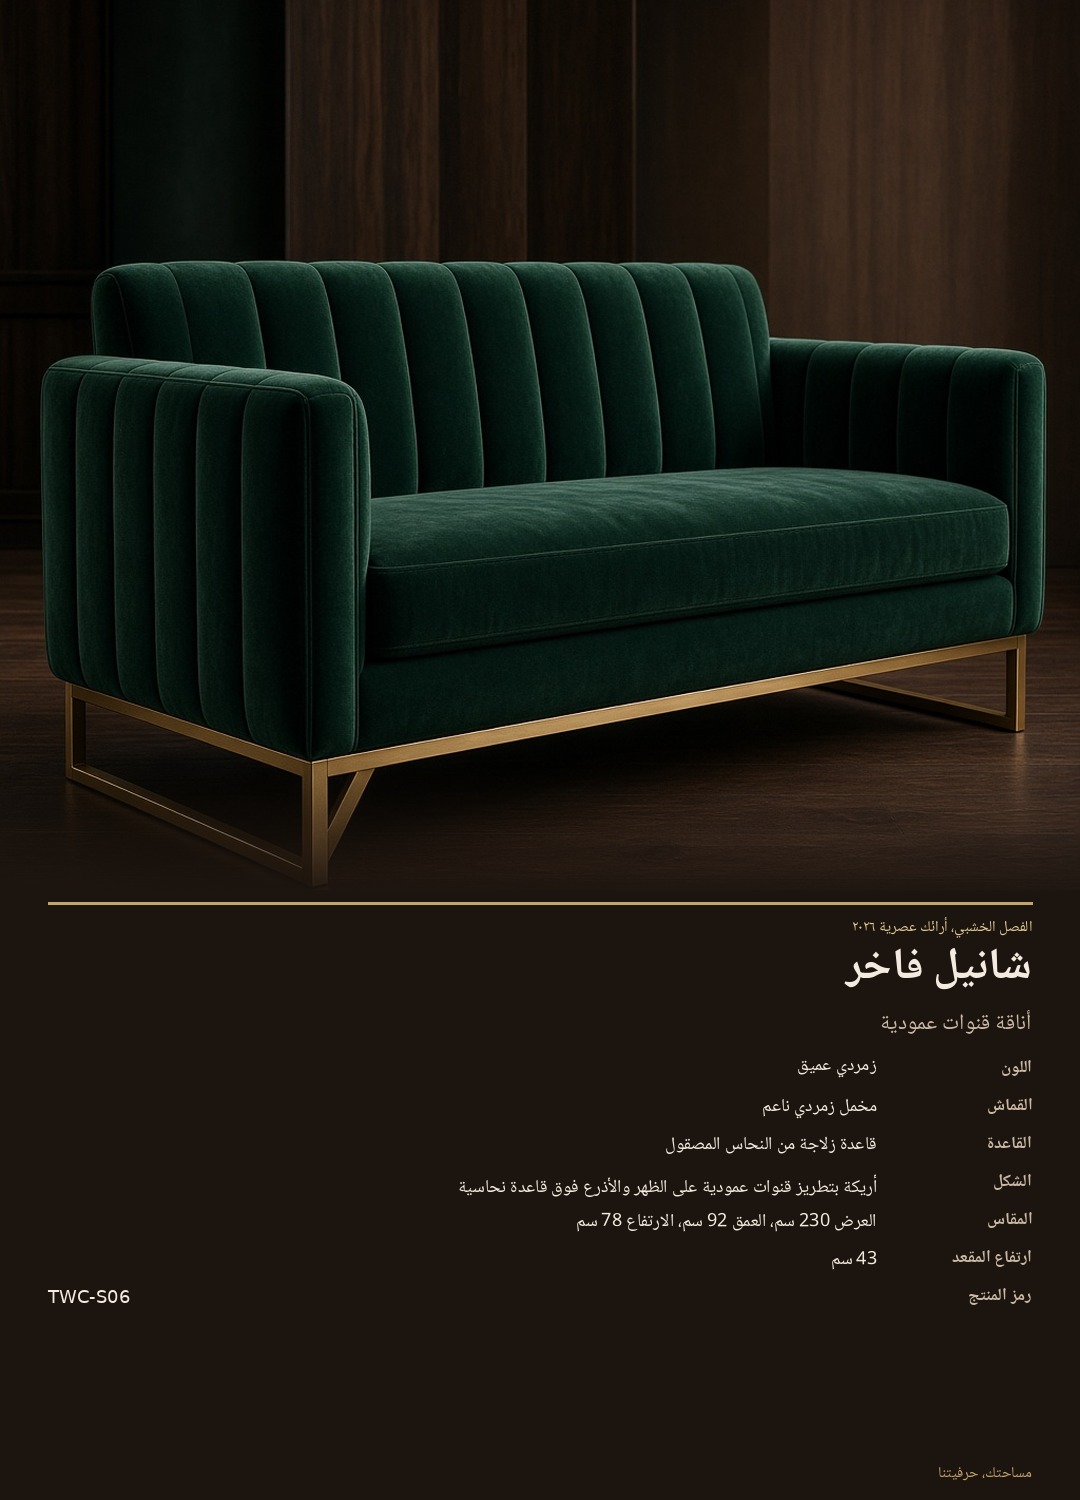 الفصل الخشبي، أرائك عصرية ٢٠٢٦
شانيل فاخر
أناقة قنوات عمودية
اللون زمردي عميق
القماش مخمل زمردي ناعم
القاعدة قاعدة زلاجة من النحاس المصقول
الشكل أريكة بتطريز قنوات عمودية على الظهر والأذرع فوق قاعدة نحاسية
المقاس العرض 230 سم، العمق 92 سم، الارتفاع 78 سم
ارتفاع المقعد 43 سم
رمز المنتج TWC-S06
مساحتك، حرفيتنا